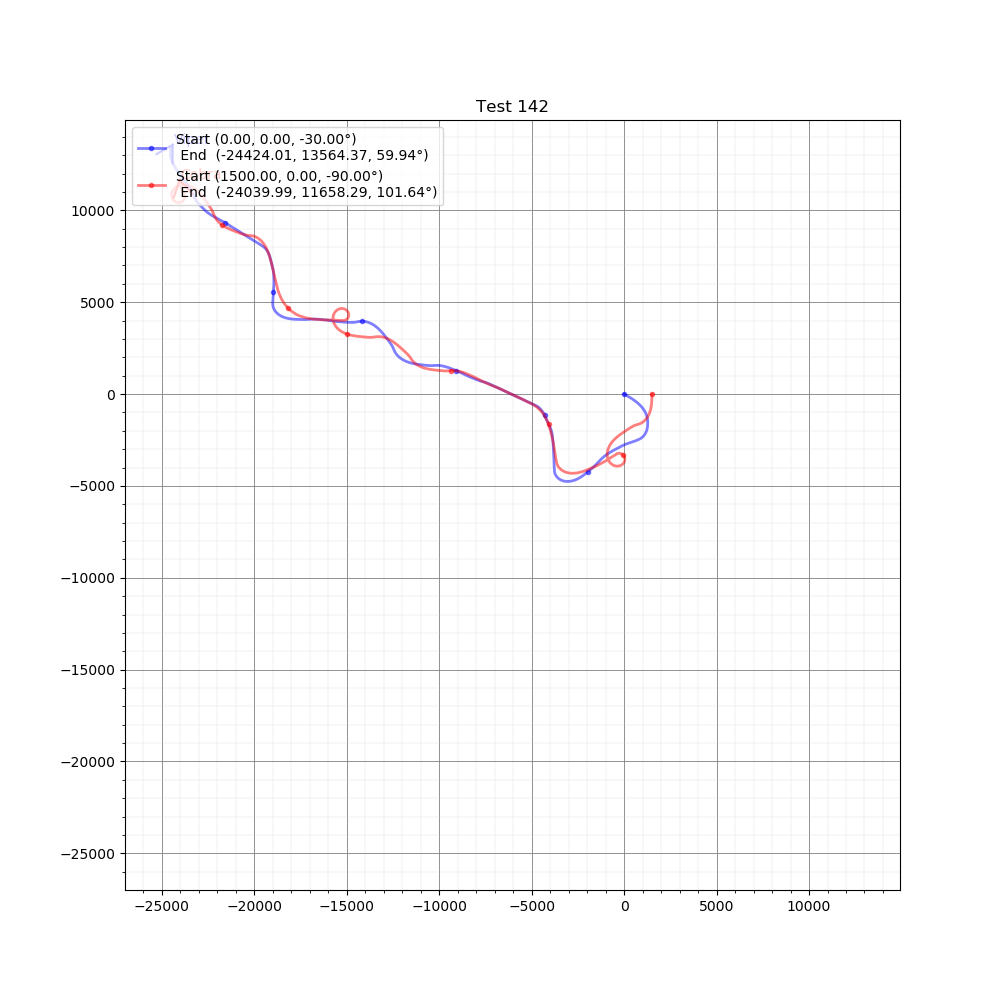 Test 142
Start (0.00, 0.00, -30.00°)
End (-24424.01, 13564.37, 59.94°)
Start (1500.00, 0.00, -90.00°)
End (-24039.99, 11658.29, 101.64°)
10000
5000
0
−5000
−10000
−15000
−20000
−25000
−25000 −20000 −15000 −10000 −5000 0 5000 10000